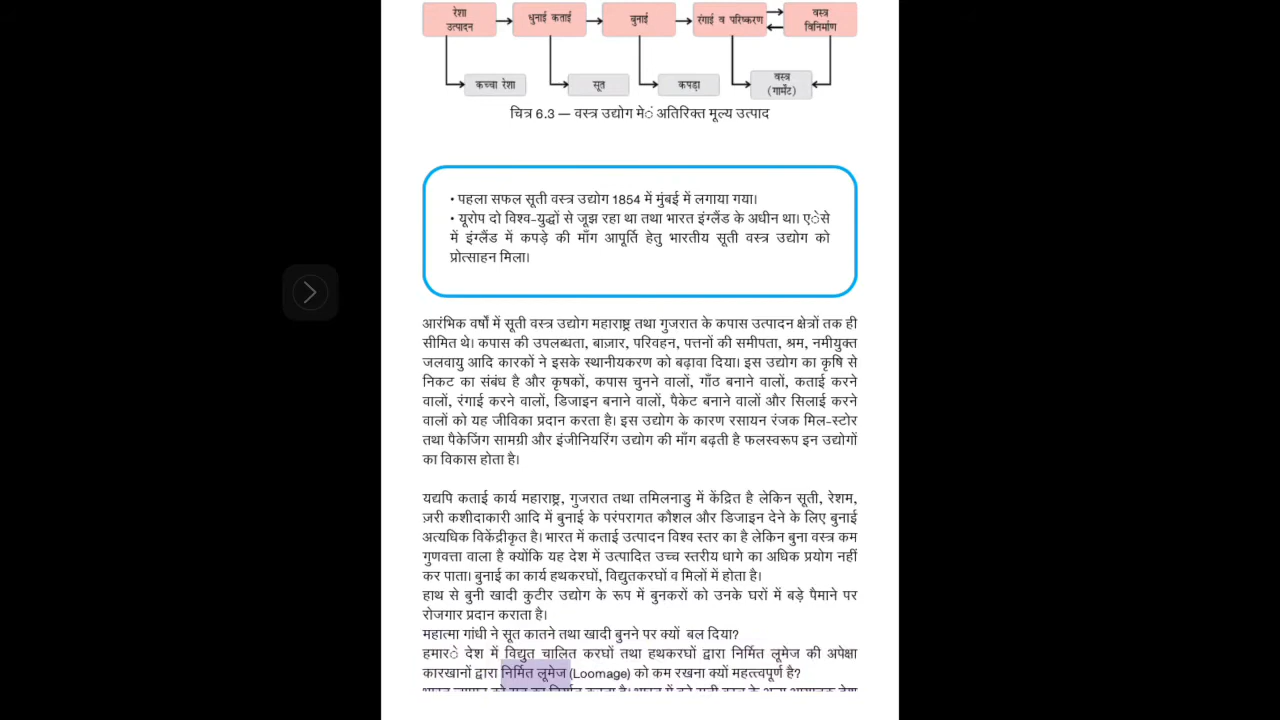 रेशा उत्पादन
धुनाई कताई
बुनाई
रंगाई व परिष्करण
वस्त्र विनिर्माण
कच्चा रेशा
सूत
कपड़ा
वस्त्र (गार्मेंट)
चित्र 6.3 — वस्त्र उद्योग मेें अतिरिक्त मूल्य उत्पाद
• पहला सफल सूती वस्त्र उद्योग 1854 में मुंबई में लगाया गया।
• यूरोप दो विश्व-युद्धों से जूझ रहा था तथा भारत इंग्लैंड के अधीन था। एेसे
में इंग्लैंड में कपड़े की माँग आपूर्ति हेतु भारतीय सूती वस्त्र उद्योग को
प्रोत्साहन मिला।
आरंभिक वर्षों में सूती वस्त्र उद्योग महाराष्ट्र तथा गुजरात के कपास उत्पादन क्षेत्रों तक ही
सीमित थे। कपास की उपलब्धता, बाज़ार, परिवहन, पत्तनों की समीपता, श्रम, नमीयुक्त
जलवायु आदि कारकों ने इसके स्थानीयकरण को बढ़ावा दिया। इस उद्योग का कृषि से
निकट का संबंध है और कृषकों, कपास चुनने वालों, गाँठ बनाने वालों, कताई करने
वालों, रंगाई करने वालों, डिजाइन बनाने वालों, पैकेट बनाने वालों और सिलाई करने
वालों को यह जीविका प्रदान करता है। इस उद्योग के कारण रसायन रंजक मिल-स्टोर
तथा पैकेजिंग सामग्री और इंजीनियरिंग उद्योग की माँग बढ़ती है फलस्वरूप इन उद्योगों
का विकास होता है।
यद्यपि कताई कार्य महाराष्ट्र, गुजरात तथा तमिलनाडु में केंद्रित है लेकिन सूती, रेशम,
ज़री कशीदाकारी आदि में बुनाई के परंपरागत कौशल और डिजाइन देने के लिए बुनाई
अत्यधिक विकेंद्रीकृत है। भारत में कताई उत्पादन विश्व स्तर का है लेकिन बुना वस्त्र कम
गुणवत्ता वाला है क्योंकि यह देश में उत्पादित उच्च स्तरीय धागे का अधिक प्रयोग नहीं
कर पाता। बुनाई का कार्य हथकरघों, विद्युतकरघों व मिलों में होता है।
हाथ से बुनी खादी कुटीर उद्योग के रूप में बुनकरों को उनके घरों में बड़े पैमाने पर
रोजगार प्रदान कराता है।
महात्मा गांधी ने सूत कातने तथा खादी बुनने पर क्यों बल दिया?
हमारे देश में विद्युत चालित करघों तथा हथकरघों द्वारा निर्मित लूमेज की अपेक्षा
कारखानों द्वारा निर्मित लूमेज (Loomage) को कम रखना क्यों महत्त्वपूर्ण है?